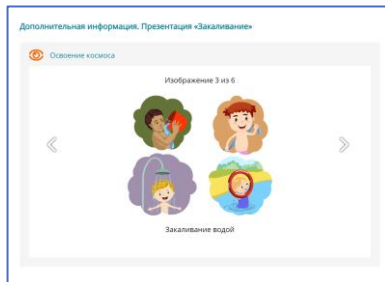 Дополнительная информация. Презентация «Закаливание»
Освоение космоса
Изображение 3 из 6
Закаливание водой